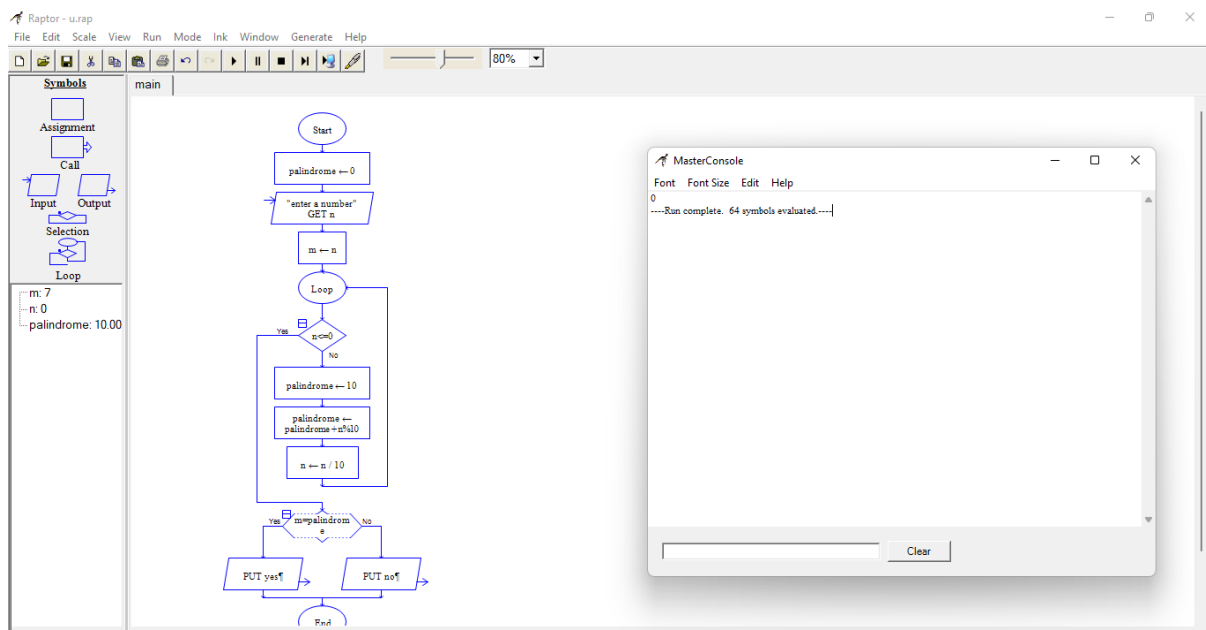 Raptor - u.rap
File Edit Scale View Run Mode Ink Window Generate Help
80%
Symbols
Assignment
Call
Input Output
Selection
Loop
m: 7
n: 0
palindrome: 10.00
main
Start
palindrome ← 0
"enter a number"
GET n
m ← n
Loop
n<=0
Yes
No
palindrome ← 10
palindrome ←
palindrome+n%10
n ← n / 10
Yes
m=palindrom
e
No
PUT yes¶
PUT no¶
End
MasterConsole
Font Font Size Edit Help
0
----Run complete. 64 symbols evaluated.----
Clear